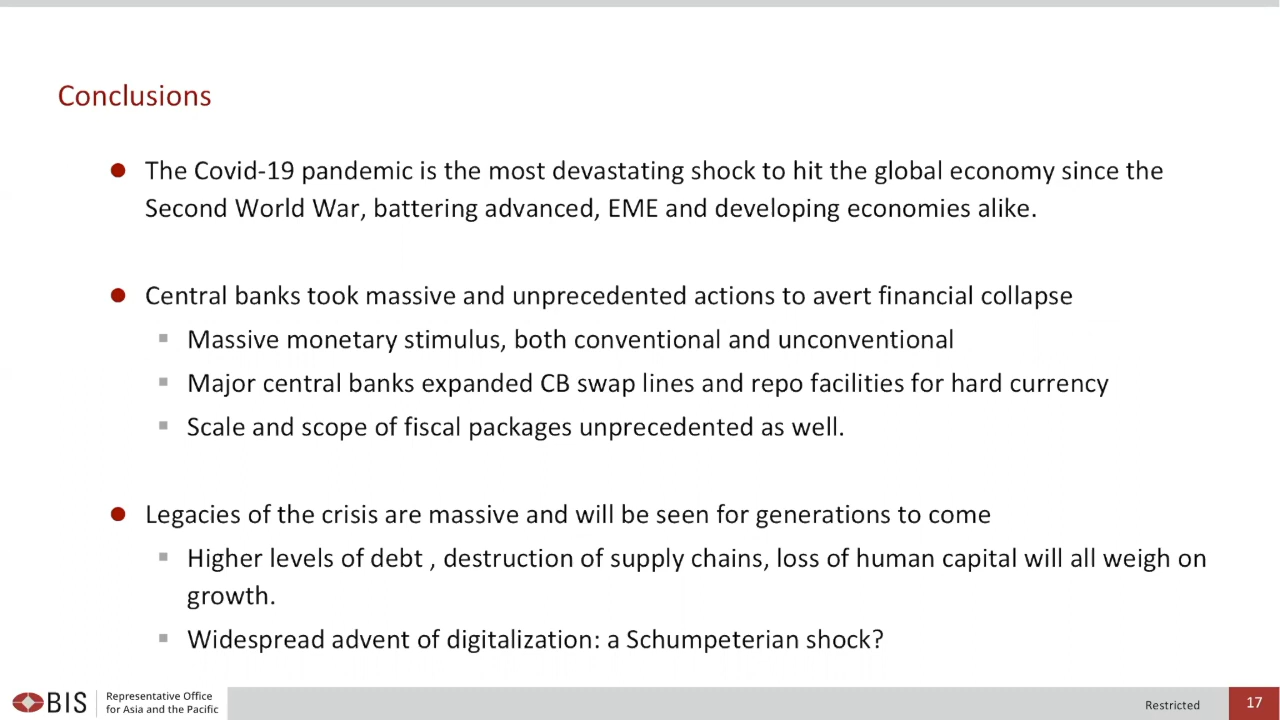 Conclusions
The Covid-19 pandemic is the most devastating shock to hit the global economy since the
Second World War, battering advanced, EME and developing economies alike.
Central banks took massive and unprecedented actions to avert financial collapse
Massive monetary stimulus, both conventional and unconventional
Major central banks expanded CB swap lines and repo facilities for hard currency
Scale and scope of fiscal packages unprecedented as well.
Legacies of the crisis are massive and will be seen for generations to come
Higher levels of debt , destruction of supply chains, loss of human capital will all weigh on
growth.
Widespread advent of digitalization: a Schumpeterian shock?
BIS
Representative Office
for Asia and the Pacific
Restricted
17